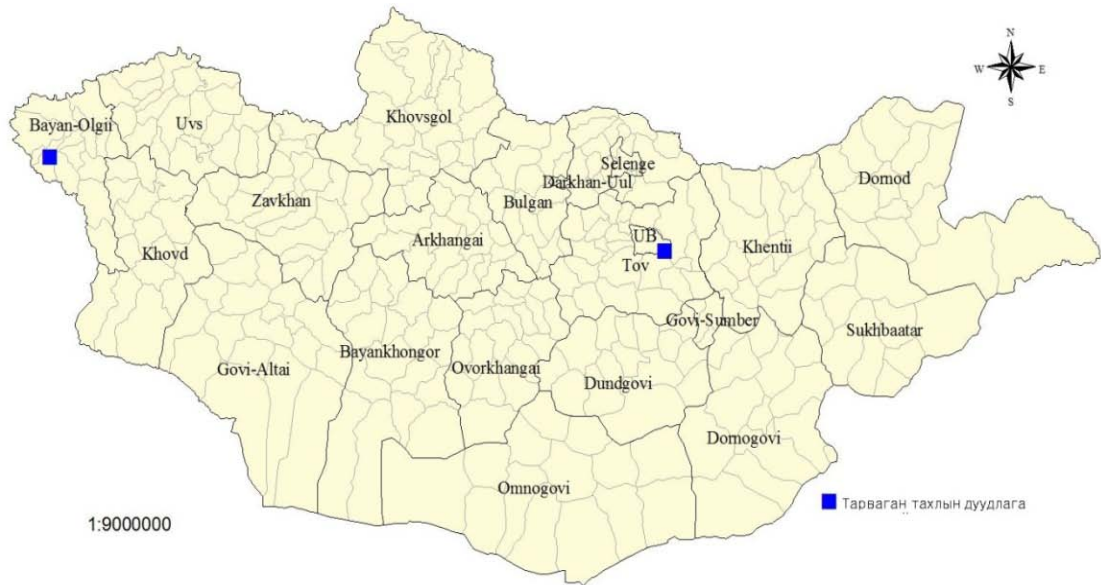 N
W E
S
Khovsgol
Bayan-Olgii
Uvs
Selenge
Dornod
Darkhan-Uul
Zavkhan
Bulgan
Arkhangai
UB
Khentii
Khovd
Tov
Govi-Sumber
Sukhbaatar
Bayankhongor
Govi-Altai
Ovorkhangai
Dundgovi
Dornogovi
Omnogovi
Тарваган тахлын дуудлага
1:9000000